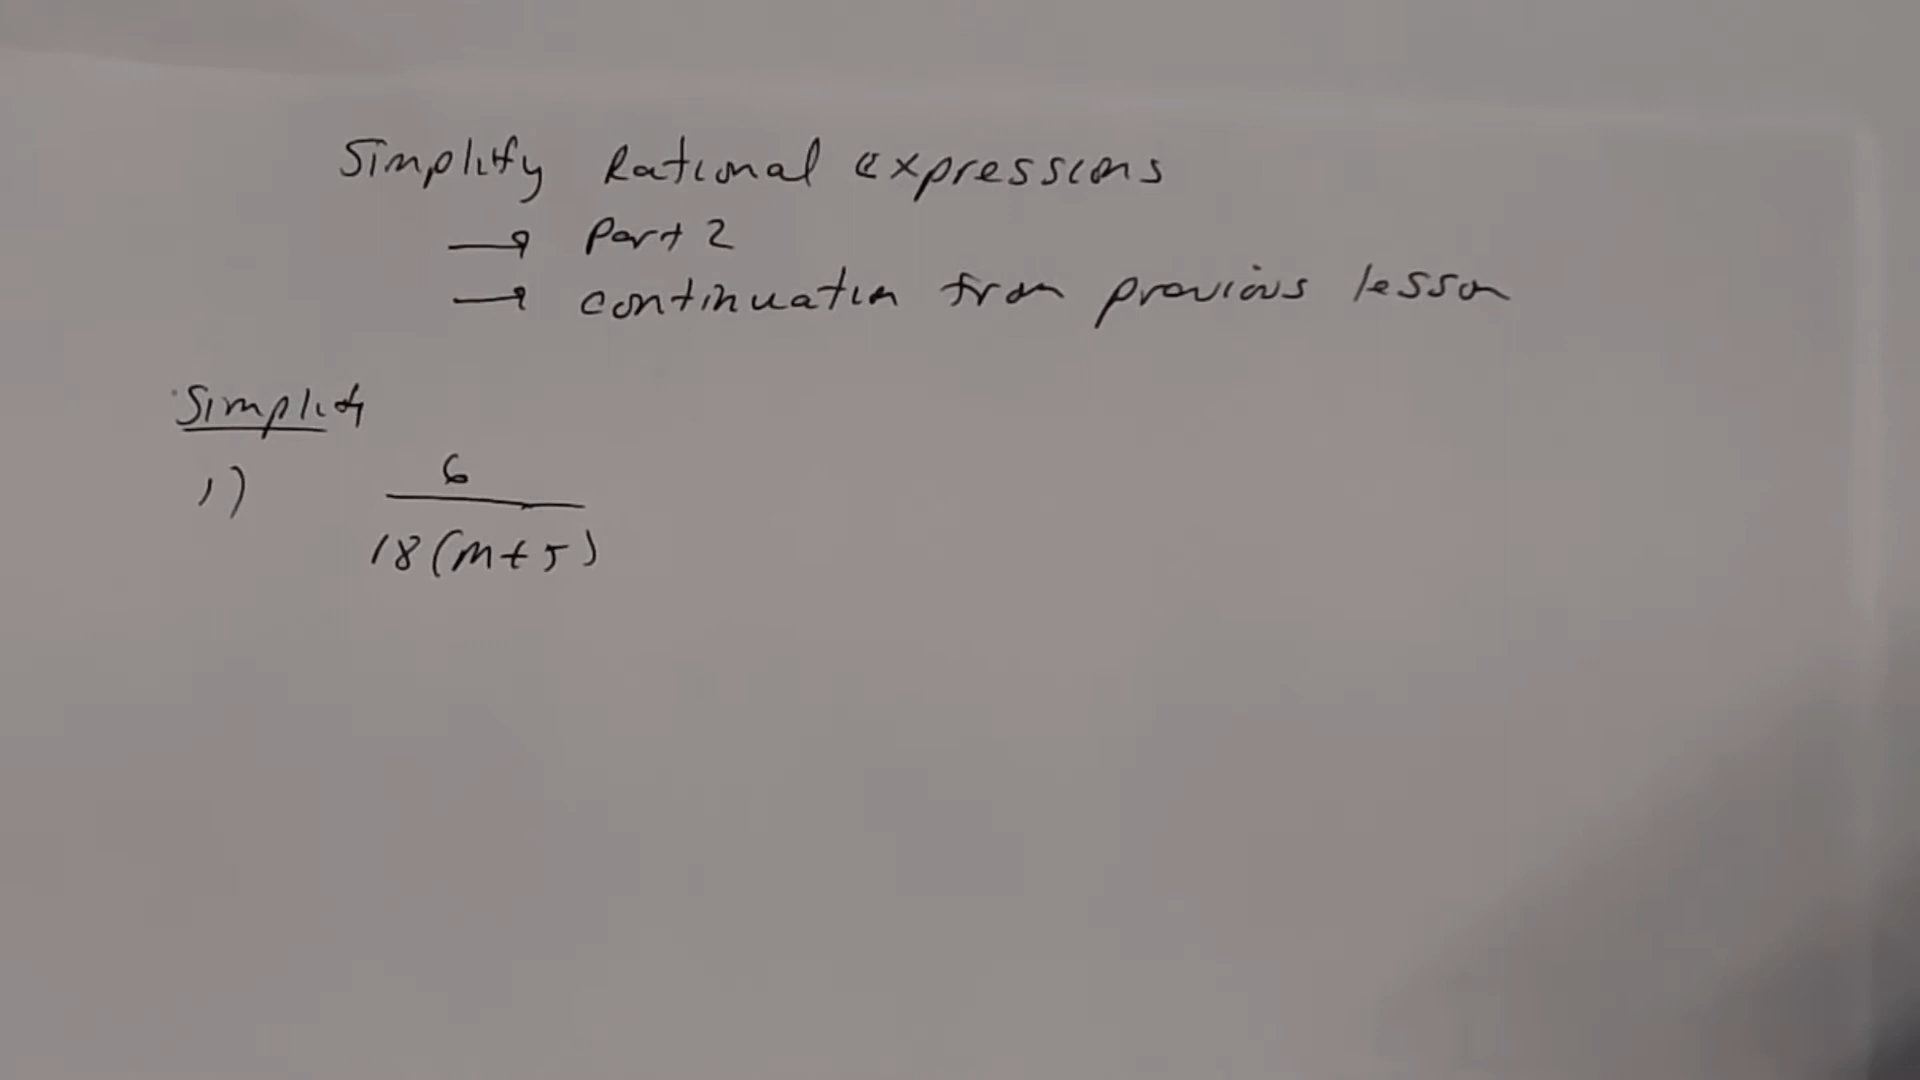 Simplify Rational expressions
→ Part 2
→ continuation from previous lesson
Simplify
1) 6
18(m+5)